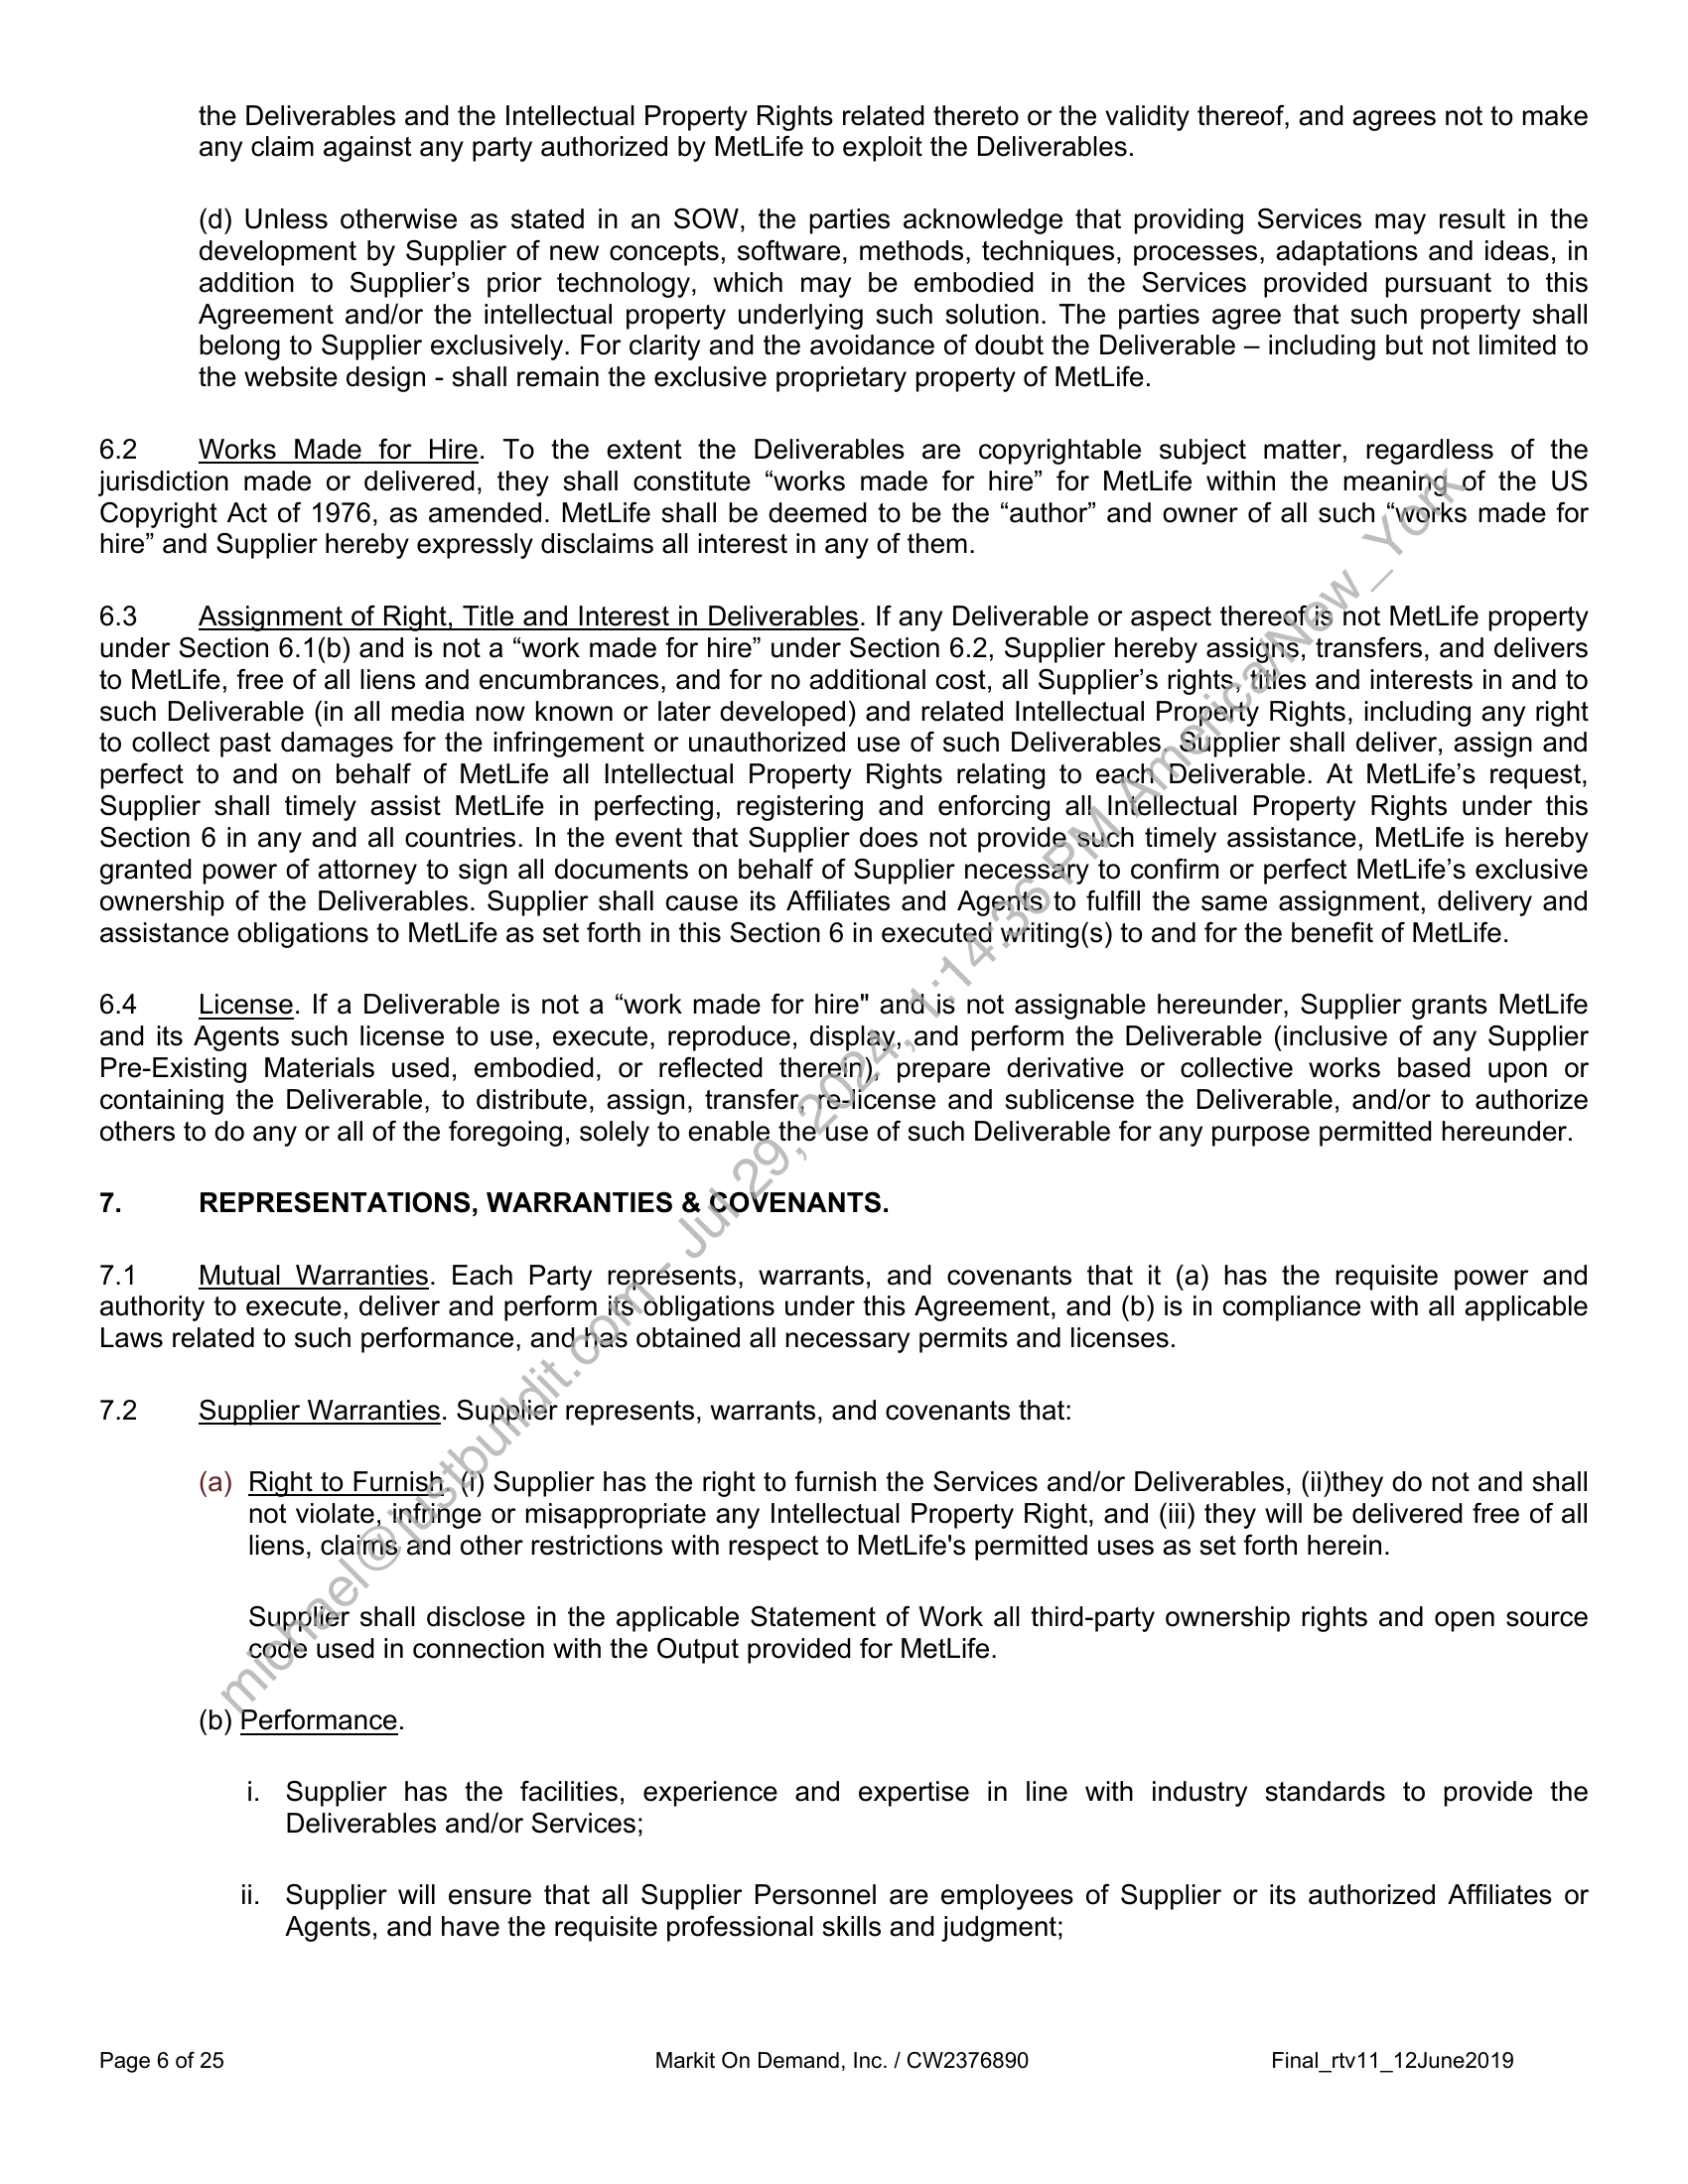 the Deliverables and the Intellectual Property Rights related thereto or the validity thereof, and agrees not to make
any claim against any party authorized by MetLife to exploit the Deliverables.
(d) Unless otherwise as stated in an SOW, the parties acknowledge that providing Services may result in the
development by Supplier of new concepts, software, methods, techniques, processes, adaptations and ideas, in
addition to Supplier’s prior technology, which may be embodied in the Services provided pursuant to this
Agreement and/or the intellectual property underlying such solution. The parties agree that such property shall
belong to Supplier exclusively. For clarity and the avoidance of doubt the Deliverable – including but not limited to
the website design - shall remain the exclusive proprietary property of MetLife.
6.2 Works Made for Hire. To the extent the Deliverables are copyrightable subject matter, regardless of the
jurisdiction made or delivered, they shall constitute “works made for hire” for MetLife within the meaning of the US
Copyright Act of 1976, as amended. MetLife shall be deemed to be the “author” and owner of all such “works made for
hire” and Supplier hereby expressly disclaims all interest in any of them.
6.3 Assignment of Right, Title and Interest in Deliverables. If any Deliverable or aspect thereof is not MetLife property
under Section 6.1(b) and is not a “work made for hire” under Section 6.2, Supplier hereby assigns, transfers, and delivers
to MetLife, free of all liens and encumbrances, and for no additional cost, all Supplier’s rights, titles and interests in and to
such Deliverable (in all media now known or later developed) and related Intellectual Property Rights, including any right
to collect past damages for the infringement or unauthorized use of such Deliverables. Supplier shall deliver, assign and
perfect to and on behalf of MetLife all Intellectual Property Rights relating to each Deliverable. At MetLife’s request,
Supplier shall timely assist MetLife in perfecting, registering and enforcing all Intellectual Property Rights under this
Section 6 in any and all countries. In the event that Supplier does not provide such timely assistance, MetLife is hereby
granted power of attorney to sign all documents on behalf of Supplier necessary to confirm or perfect MetLife’s exclusive
ownership of the Deliverables. Supplier shall cause its Affiliates and Agents to fulfill the same assignment, delivery and
assistance obligations to MetLife as set forth in this Section 6 in executed writing(s) to and for the benefit of MetLife.
6.4 License. If a Deliverable is not a “work made for hire" and is not assignable hereunder, Supplier grants MetLife
and its Agents such license to use, execute, reproduce, display, and perform the Deliverable (inclusive of any Supplier
Pre-Existing Materials used, embodied, or reflected therein), prepare derivative or collective works based upon or
containing the Deliverable, to distribute, assign, transfer, re-license and sublicense the Deliverable, and/or to authorize
others to do any or all of the foregoing, solely to enable the use of such Deliverable for any purpose permitted hereunder.
7. REPRESENTATIONS, WARRANTIES & COVENANTS.
7.1 Mutual Warranties. Each Party represents, warrants, and covenants that it (a) has the requisite power and
authority to execute, deliver and perform its obligations under this Agreement, and (b) is in compliance with all applicable
Laws related to such performance, and has obtained all necessary permits and licenses.
7.2 Supplier Warranties. Supplier represents, warrants, and covenants that:
(a) Right to Furnish. (i) Supplier has the right to furnish the Services and/or Deliverables, (ii)they do not and shall
not violate, infringe or misappropriate any Intellectual Property Right, and (iii) they will be delivered free of all
liens, claims and other restrictions with respect to MetLife's permitted uses as set forth herein.
Supplier shall disclose in the applicable Statement of Work all third-party ownership rights and open source
code used in connection with the Output provided for MetLife.
(b) Performance.
i. Supplier has the facilities, experience and expertise in line with industry standards to provide the
Deliverables and/or Services;
ii. Supplier will ensure that all Supplier Personnel are employees of Supplier or its authorized Affiliates or
Agents, and have the requisite professional skills and judgment;
Page 6 of 25 Markit On Demand, Inc. / CW2376890 Final_rtv11_12June2019
michael@justbuildit.com - Jul 29, 2024, 1:14:36 PM America/New_York